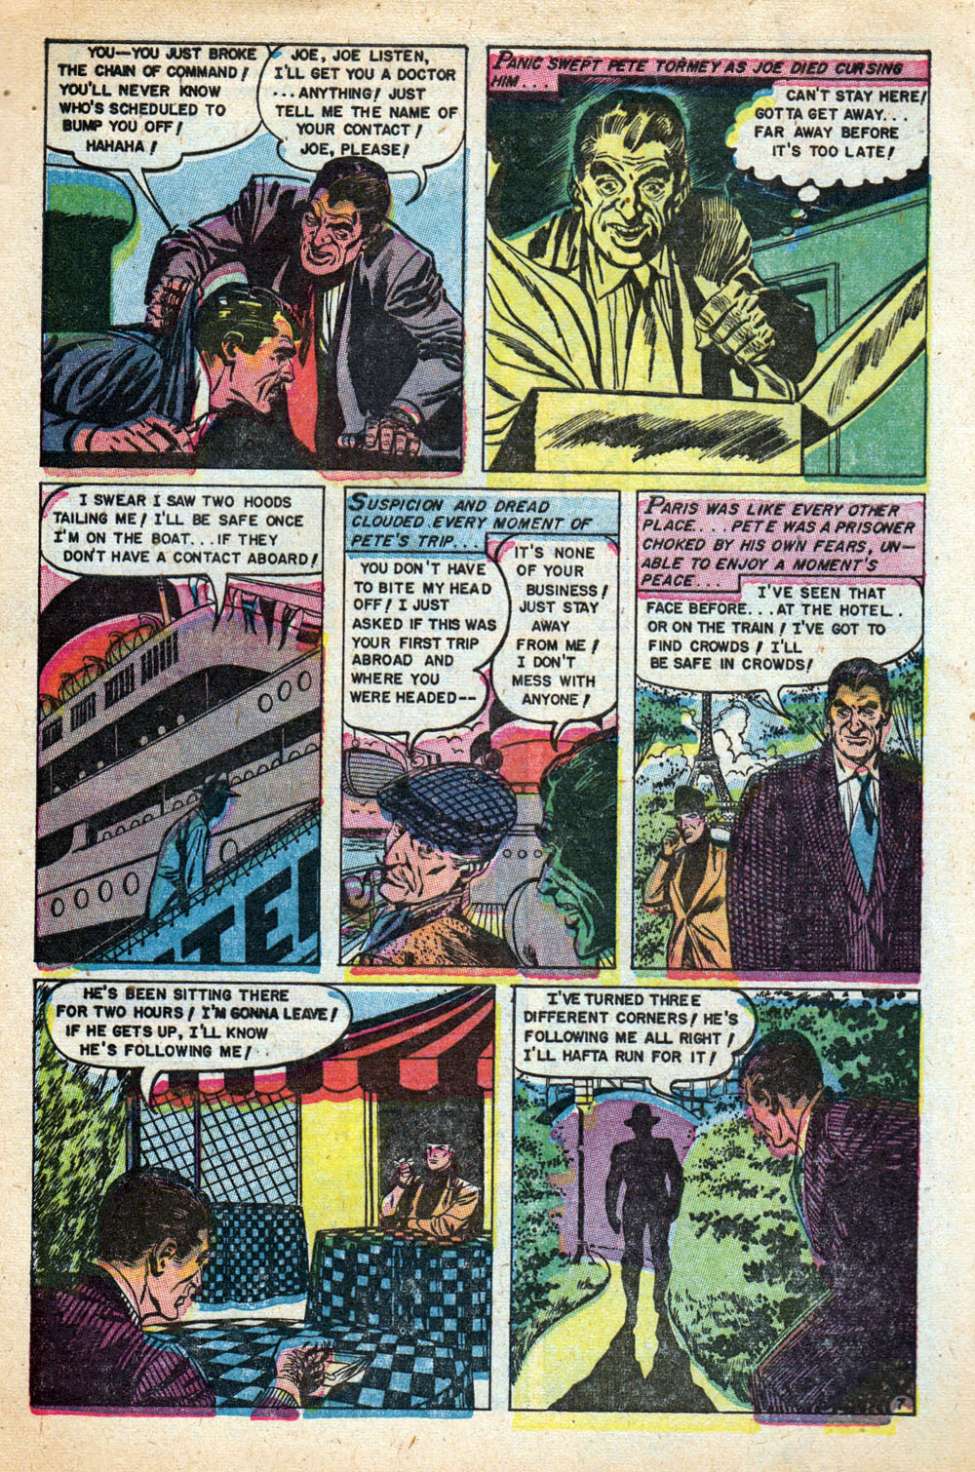 YOU—YOU JUST BROKE
THE CHAIN OF COMMAND!
YOU'LL NEVER KNOW
WHO'S SCHEDULED TO
BUMP YOU OFF!
HAHAHA!
JOE, JOE LISTEN,
I'LL GET YOU A DOCTOR
...ANYTHING! JUST
TELL ME THE NAME OF
YOUR CONTACT!
JOE, PLEASE!
PANIC SWEPT PETE TORMEY AS JOE DIED CURSING
HIM...
CAN'T STAY HERE!
GOTTA GET AWAY...
FAR AWAY BEFORE
IT'S TOO LATE!
I SWEAR I SAW TWO HOODS
TAILING ME! I'LL BE SAFE ONCE
I'M ON THE BOAT...IF THEY
DON'T HAVE A CONTACT ABOARD!
TEL
SUSPICION AND DREAD
CLOUDED EVERY MOMENT OF
PETE'S TRIP...
YOU DON'T HAVE
TO BITE MY HEAD
OFF! I JUST
ASKED IF THIS WAS
YOUR FIRST TRIP
ABROAD AND
WHERE YOU
WERE HEADED--
IT'S NONE
OF YOUR
BUSINESS!
JUST STAY
AWAY
FROM ME!
I DON'T
MESS WITH
ANYONE!
PARIS WAS LIKE EVERY OTHER
PLACE... PETE WAS A PRISONER
CHOKED BY HIS OWN FEARS, UN-
ABLE TO ENJOY A MOMENT'S
PEACE...
I'VE SEEN THAT
FACE BEFORE...AT THE HOTEL..
OR ON THE TRAIN! I'VE GOT TO
FIND CROWDS! I'LL
BE SAFE IN CROWDS!
HE'S BEEN SITTING THERE
FOR TWO HOURS! I'M GONNA LEAVE!
IF HE GETS UP, I'LL KNOW
HE'S FOLLOWING ME!
I'VE TURNED THREE
DIFFERENT CORNERS! HE'S
FOLLOWING ME ALL RIGHT!
I'LL HAFTA RUN FOR IT!
7